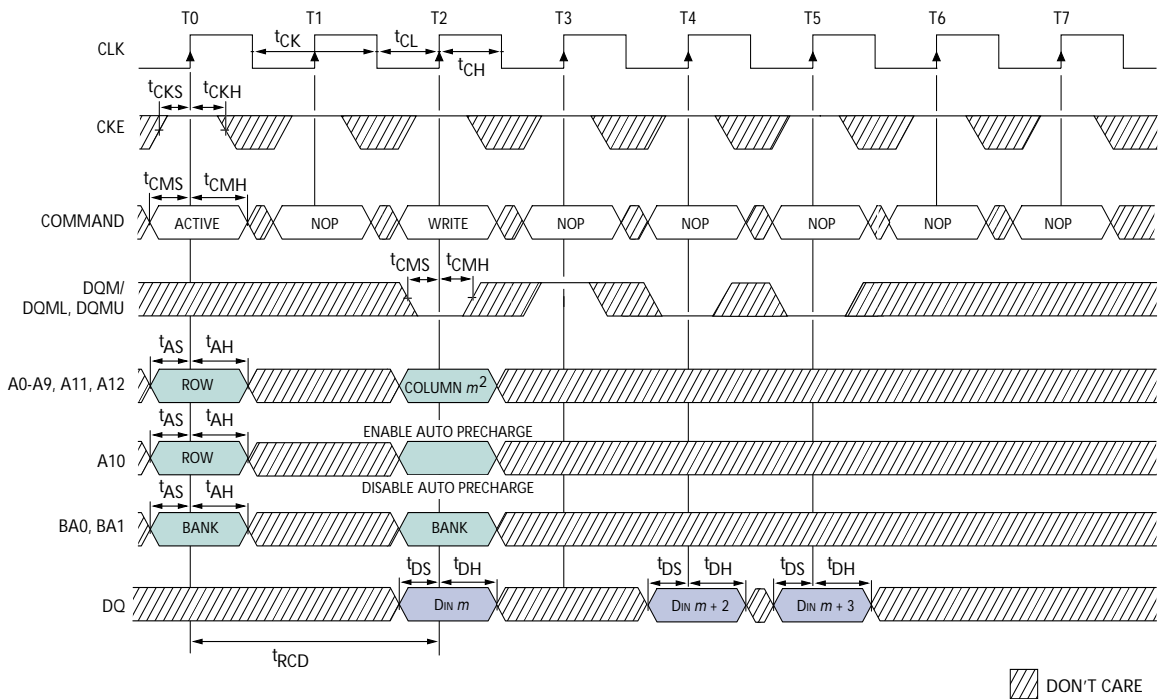 T0 T1 T2 T3 T4 T5 T6 T7
CLK
tCK tCL
tCH
tCKS tCKH
CKE
tCMS tCMH
COMMAND
ACTIVE NOP WRITE NOP NOP NOP NOP NOP
tCMS tCMH
DQM/
DQML, DQMU
tAS tAH
A0-A9, A11, A12
ROW COLUMN m²
tAS tAH
ENABLE AUTO PRECHARGE
A10
ROW
DISABLE AUTO PRECHARGE
tAS tAH
BA0, BA1
BANK BANK
tDS tDH tDS tDH tDS tDH
DQ
DIN m DIN m + 2 DIN m + 3
tRCD
DON'T CARE